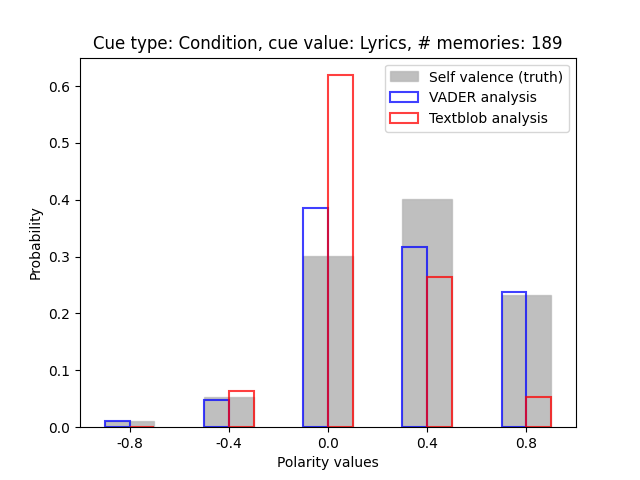 Cue type: Condition, cue value: Lyrics, # memories: 189
Self valence (truth)
VADER analysis
Textblob analysis
Probability
0.6
0.5
0.4
0.3
0.2
0.1
0.0
-0.8 -0.4 0.0 0.4 0.8
Polarity values